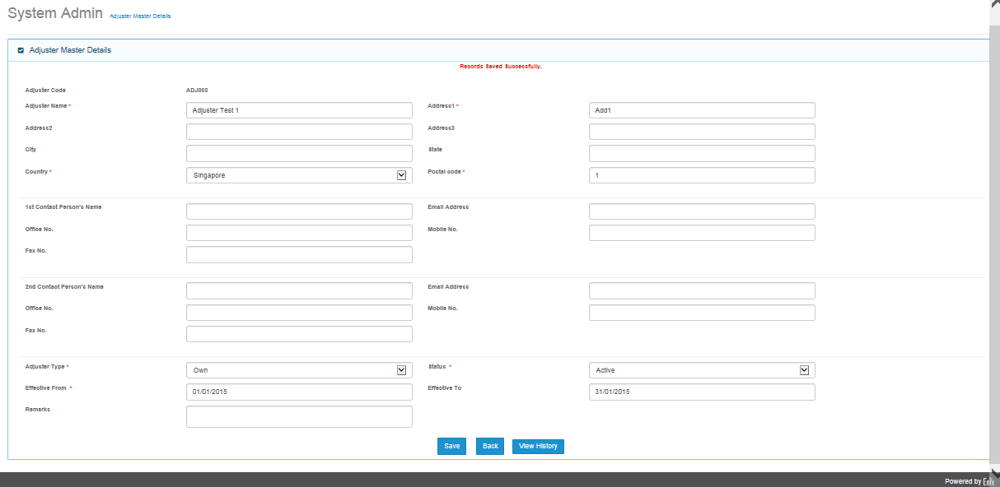 System Admin Adjuster Master Details
Adjuster Master Details
Records Saved Successfully.
Adjuster Code ADJ003
Adjuster Name * Adjuster Test 1 Address1 * Add1
Address2 Address3
City State
Country * Singapore Postal code * 1
1st Contact Person's Name Email Address
Office No. Mobile No.
Fax No.
2nd Contact Person's Name Email Address
Office No. Mobile No.
Fax No.
Adjuster Type * Own Status * Active
Effective From * 01/01/2015 Effective To 31/01/2015
Remarks
Save Back View History
Powered by Ebix